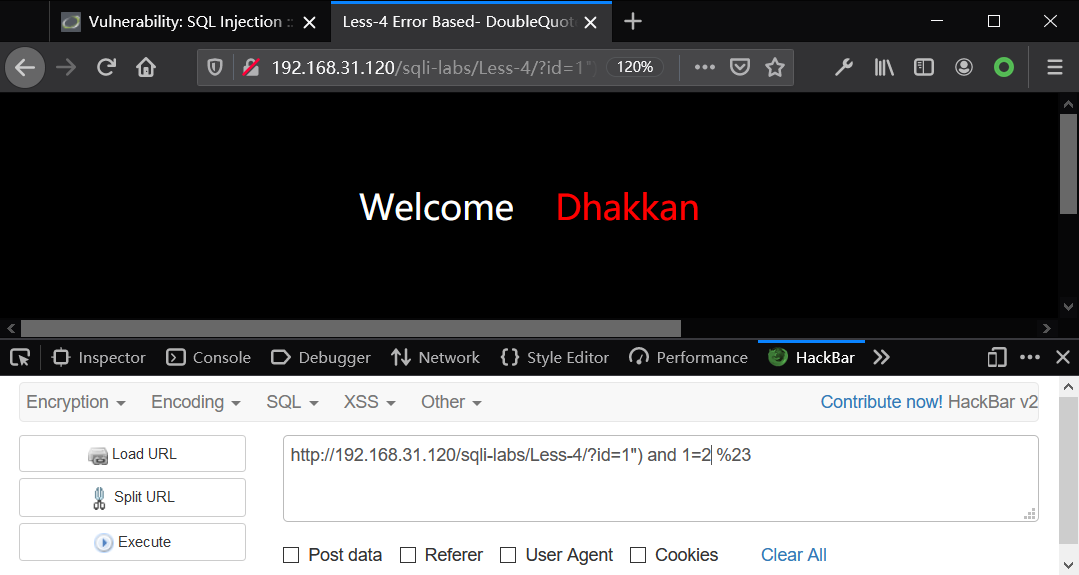 Vulnerability: SQL Injection ::
Less-4 Error Based- DoubleQuot
192.168.31.120/sqli-labs/Less-4/?id=1")
120%
Welcome Dhakkan
Inspector Console Debugger Network Style Editor Performance HackBar
Encryption Encoding SQL XSS Other Contribute now! HackBar v2
Load URL
http://192.168.31.120/sqli-labs/Less-4/?id=1") and 1=2 %23
Split URL
Execute
Post data Referer User Agent Cookies Clear All